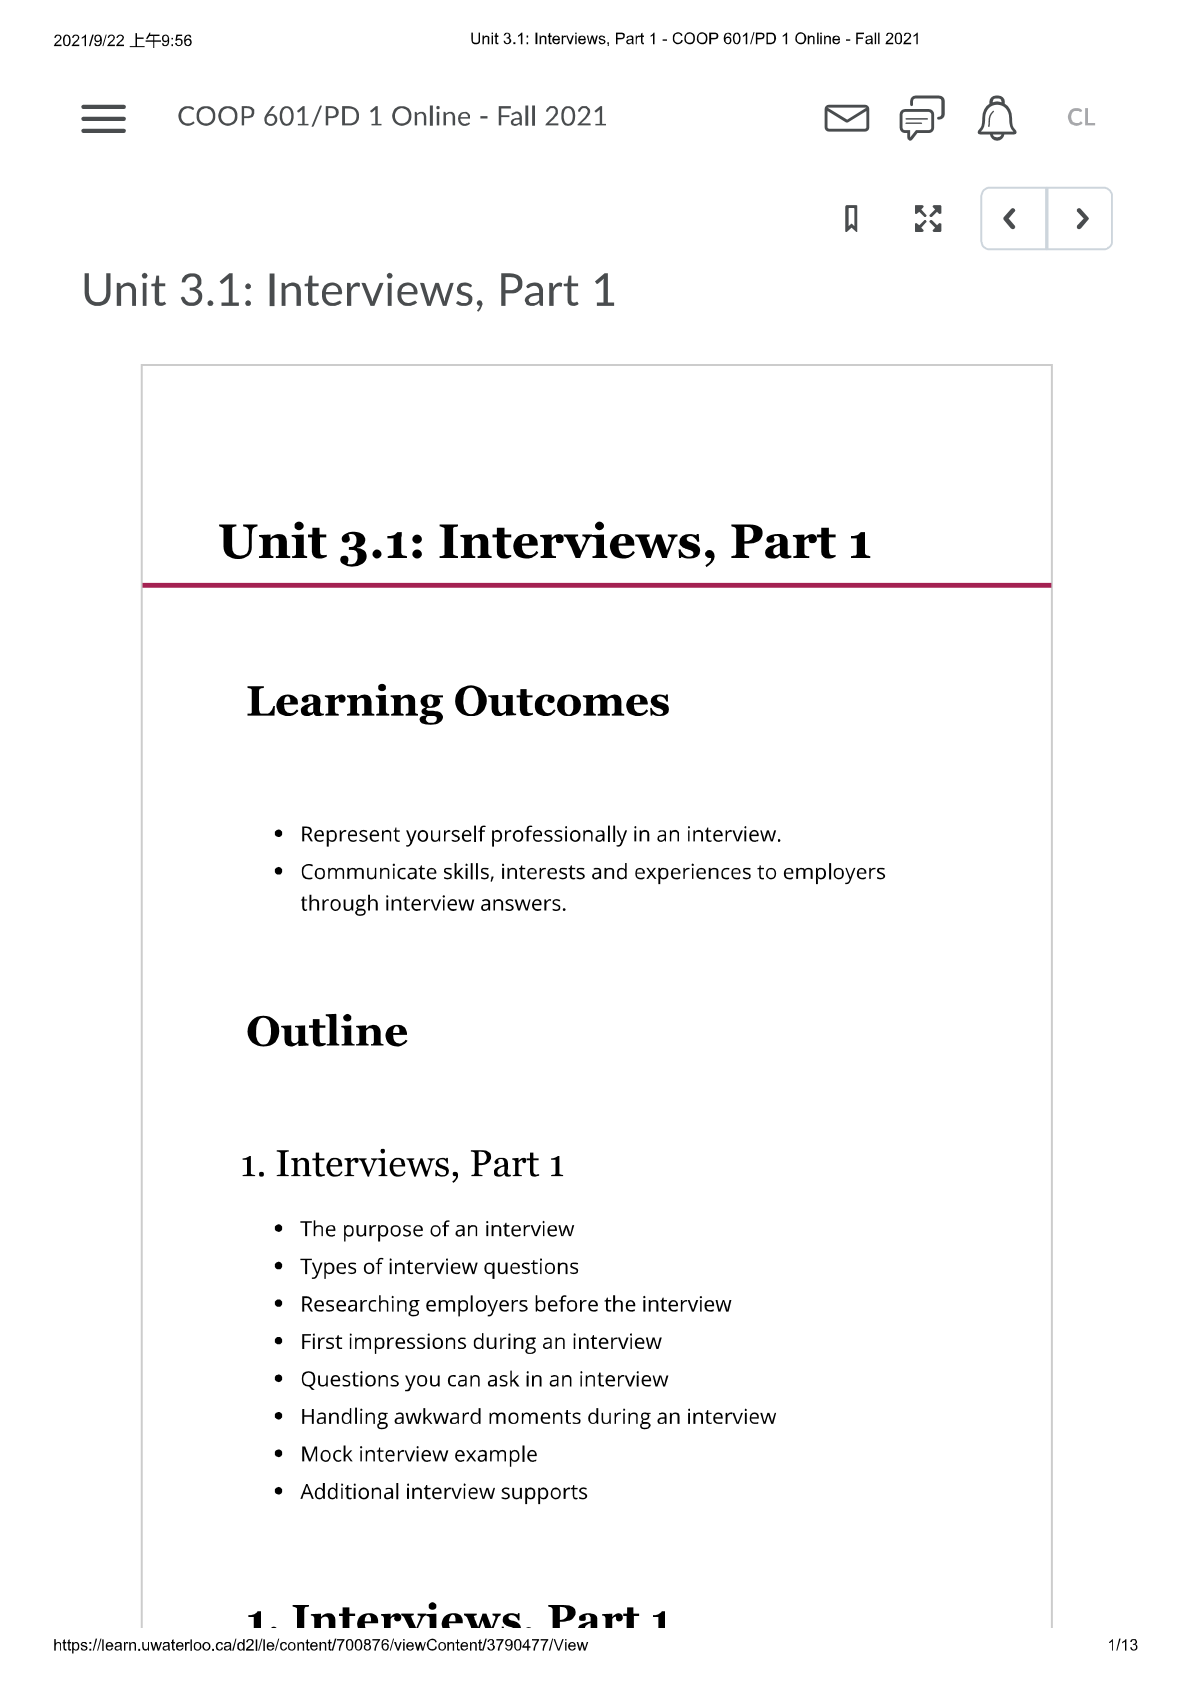 2021/9/22 上午9:56
Unit 3.1: Interviews, Part 1 - COOP 601/PD 1 Online - Fall 2021
COOP 601/PD 1 Online - Fall 2021
CL
Unit 3.1: Interviews, Part 1
Unit 3.1: Interviews, Part 1
Learning Outcomes
• Represent yourself professionally in an interview.
• Communicate skills, interests and experiences to employers
through interview answers.
Outline
1. Interviews, Part 1
• The purpose of an interview
• Types of interview questions
• Researching employers before the interview
• First impressions during an interview
• Questions you can ask in an interview
• Handling awkward moments during an interview
• Mock interview example
• Additional interview supports
1. Interviews, Part 1
https://learn.uwaterloo.ca/d2l/le/content/700876/viewContent/3790477/View
1/13